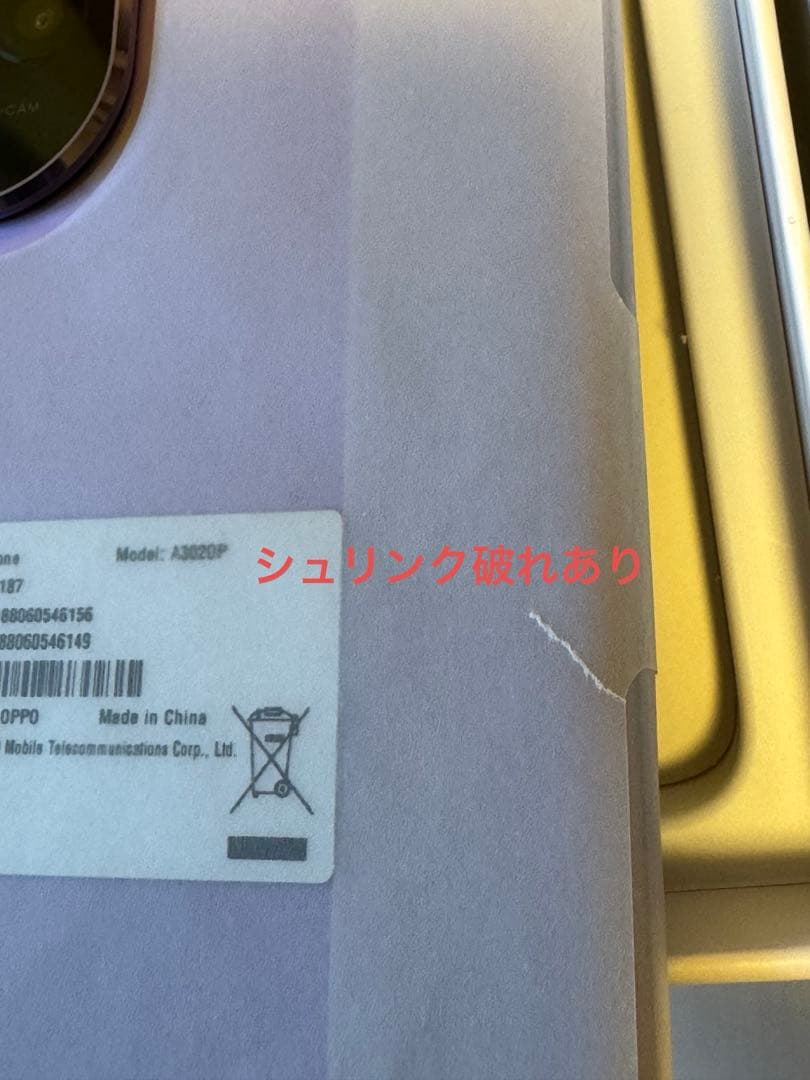 CAM
one
Model: A302OP
187
88060546156
88060546149
OPPO
Made in China
Mobile Telecommunications Corp., Ltd.
シュリンク破れあり